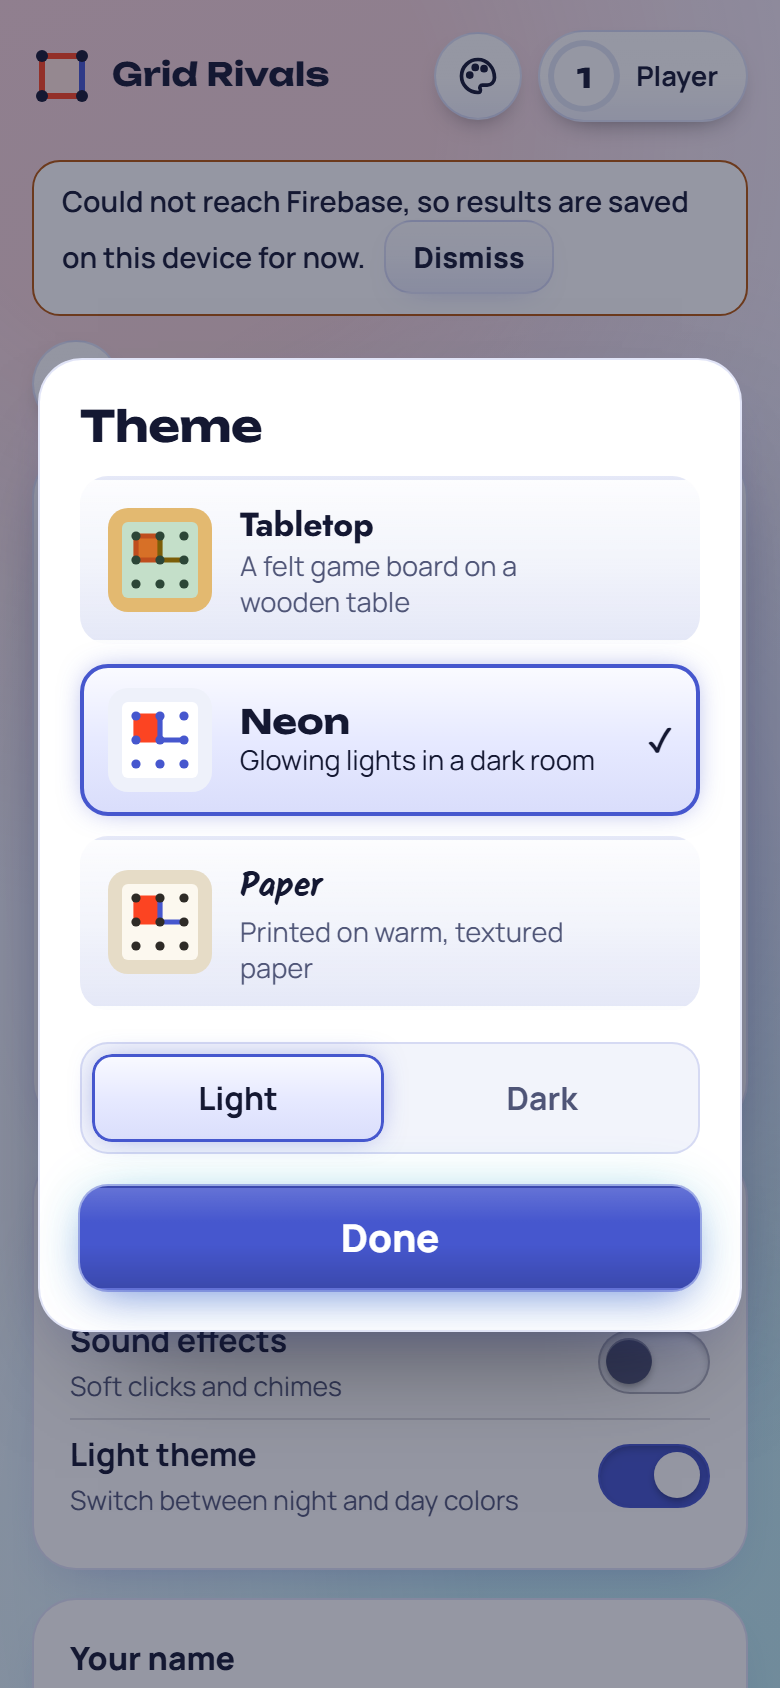 Grid Rivals
1 Player
Could not reach Firebase, so results are saved
on this device for now. Dismiss
Theme
Tabletop
A felt game board on a
wooden table
Neon
Glowing lights in a dark room
✓
Paper
Printed on warm, textured
paper
Light Dark
Done
Sound effects
Soft clicks and chimes
Light theme
Switch between night and day colors
Your name